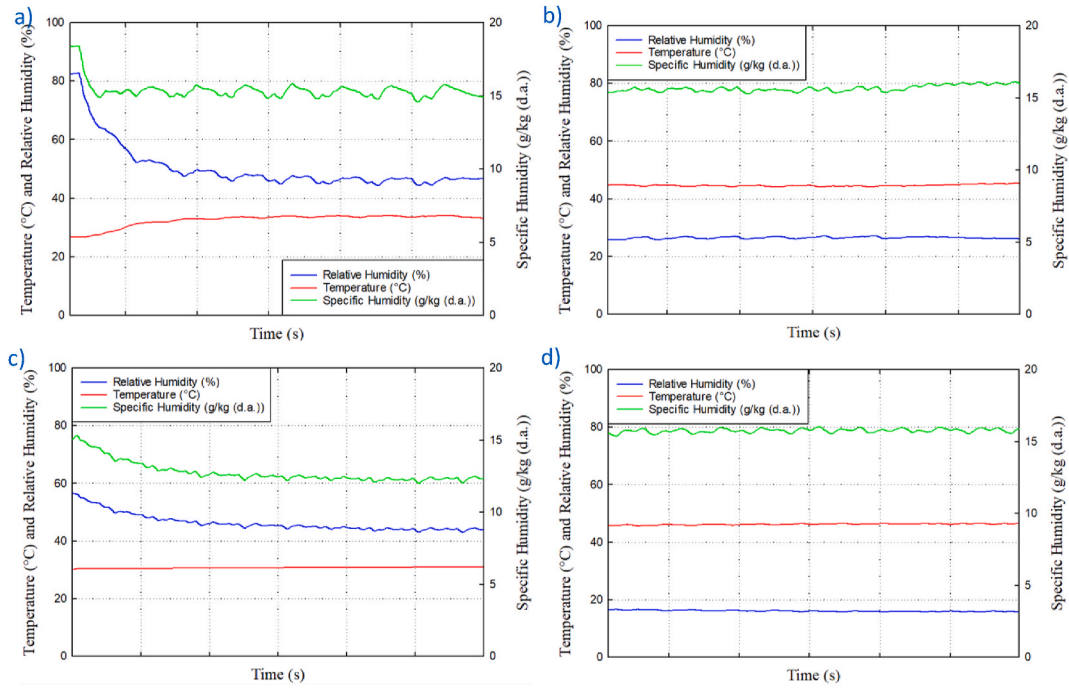 a)
100
80
60
40
20
0
Temperature (°C) and Relative Humidity (%)
20
15
10
5
0
Specific Humidity (g/kg (d.a.))
Relative Humidity (%)
Temperature (°C)
Specific Humidity (g/kg (d.a.))
Time (s)
b)
100
80
60
40
20
0
Temperature (°C) and Relative Humidity (%)
Relative Humidity (%)
Temperature (°C)
Specific Humidity (g/kg (d.a.))
20
15
10
5
0
Specific Humidity (g/kg (d.a.))
Time (s)
c)
100
80
60
40
20
0
Temperature (°C) and Relative Humidity (%)
Relative Humidity (%)
Temperature (°C)
Specific Humidity (g/kg (d.a.))
20
15
10
5
0
Specific Humidity (g/kg (d.a.))
Time (s)
d)
100
80
60
40
20
0
Temperature (°C) and Relative Humidity (%)
Relative Humidity (%)
Temperature (°C)
Specific Humidity (g/kg (d.a.))
20
15
10
5
0
Specific Humidity (g/kg (d.a.))
Time (s)